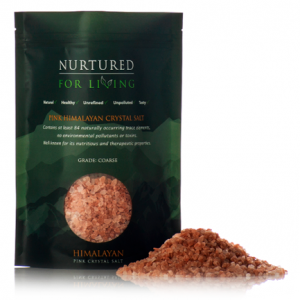 NURTURED
FOR LIVING
Natural Healthy Unrefined Unpolluted Tasty
PINK HIMALAYAN CRYSTAL SALT
Contains at least 84 naturally occurring trace elements,
no environmental pollutants or toxins.
Well known for its nutritious and therapeutic properties.
GRADE: COARSE
HIMALAYAN
PINK CRYSTAL SALT